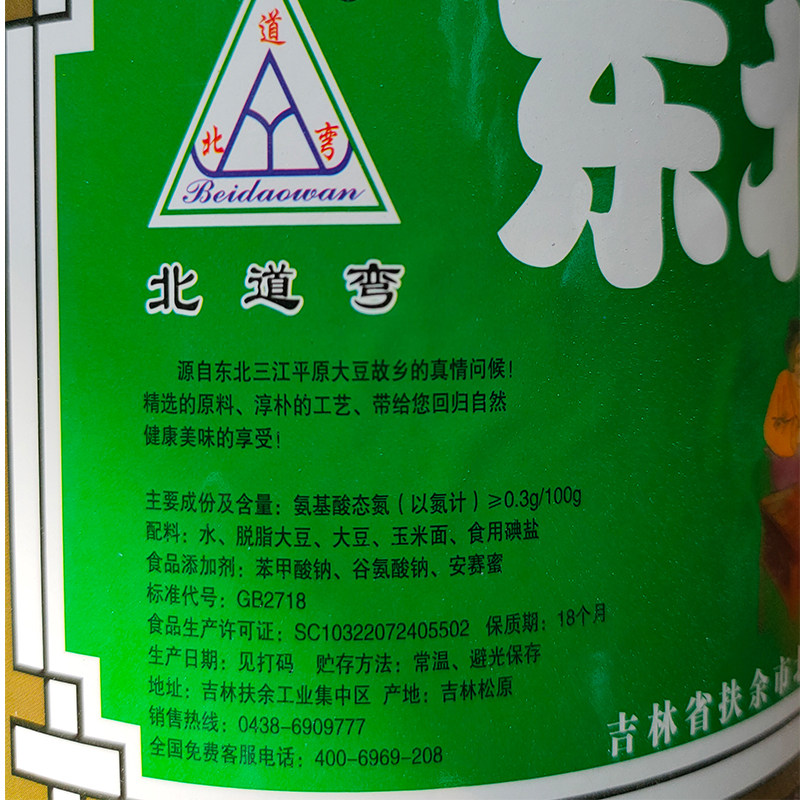 道
北 弯
Beidaowan
东北
北道弯
源自东北三江平原大豆故乡的真情问候！
精选的原料、淳朴的工艺、带给您回归自然
健康美味的享受！
主要成份及含量：氨基酸态氮（以氮计）≥0.3g/100g
配料：水、脱脂大豆、大豆、玉米面、食用碘盐
食品添加剂：苯甲酸钠、谷氨酸钠、安赛蜜
标准代号：GB2718
食品生产许可证：SC10322072405502 保质期：18个月
生产日期：见打码 贮存方法：常温、避光保存
地址：吉林扶余工业集中区 产地：吉林松原
销售热线：0438-6909777
全国免费客服电话：400-6969-208
吉林省扶余市